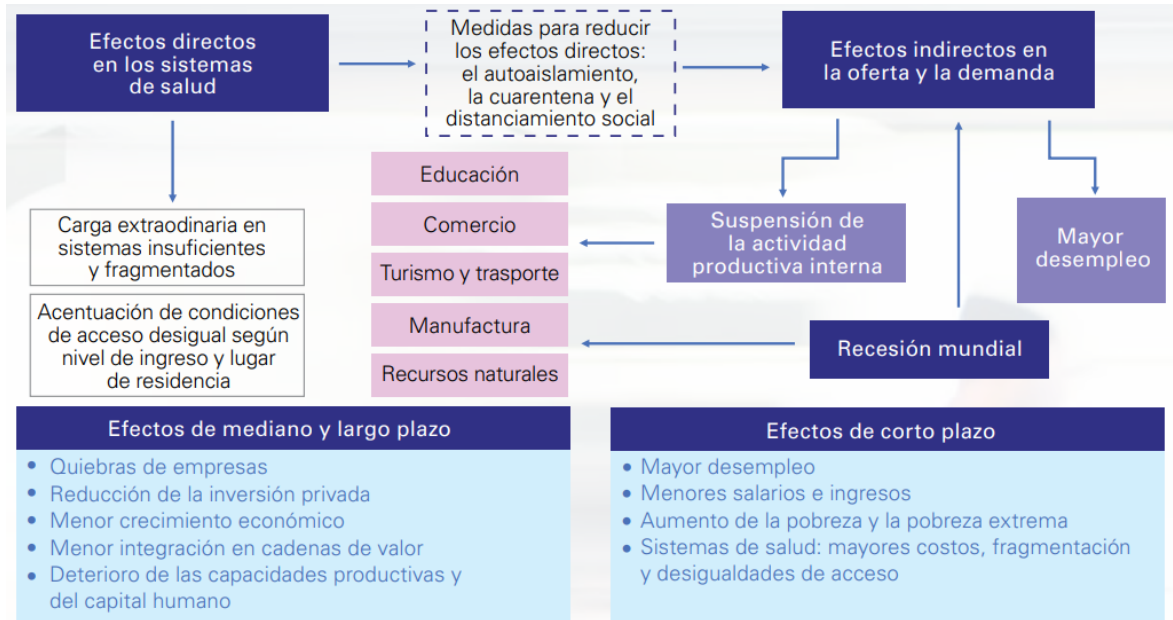 Efectos directos
en los sistemas
de salud
Medidas para reducir
los efectos directos:
el autoaislamiento,
la cuarentena y el
distanciamiento social
Efectos indirectos en
la oferta y la demanda
Carga extraodinaria en
sistemas insuficientes
y fragmentados
Acentuación de condiciones
de acceso desigual según
nivel de ingreso y lugar
de residencia
Educación
Comercio
Turismo y trasporte
Manufactura
Recursos naturales
Suspensión de
la actividad
productiva interna
Mayor
desempleo
Recesión mundial
Efectos de mediano y largo plazo
• Quiebras de empresas
• Reducción de la inversión privada
• Menor crecimiento económico
• Menor integración en cadenas de valor
• Deterioro de las capacidades productivas y
del capital humano
Efectos de corto plazo
• Mayor desempleo
• Menores salarios e ingresos
• Aumento de la pobreza y la pobreza extrema
• Sistemas de salud: mayores costos, fragmentación
y desigualdades de acceso